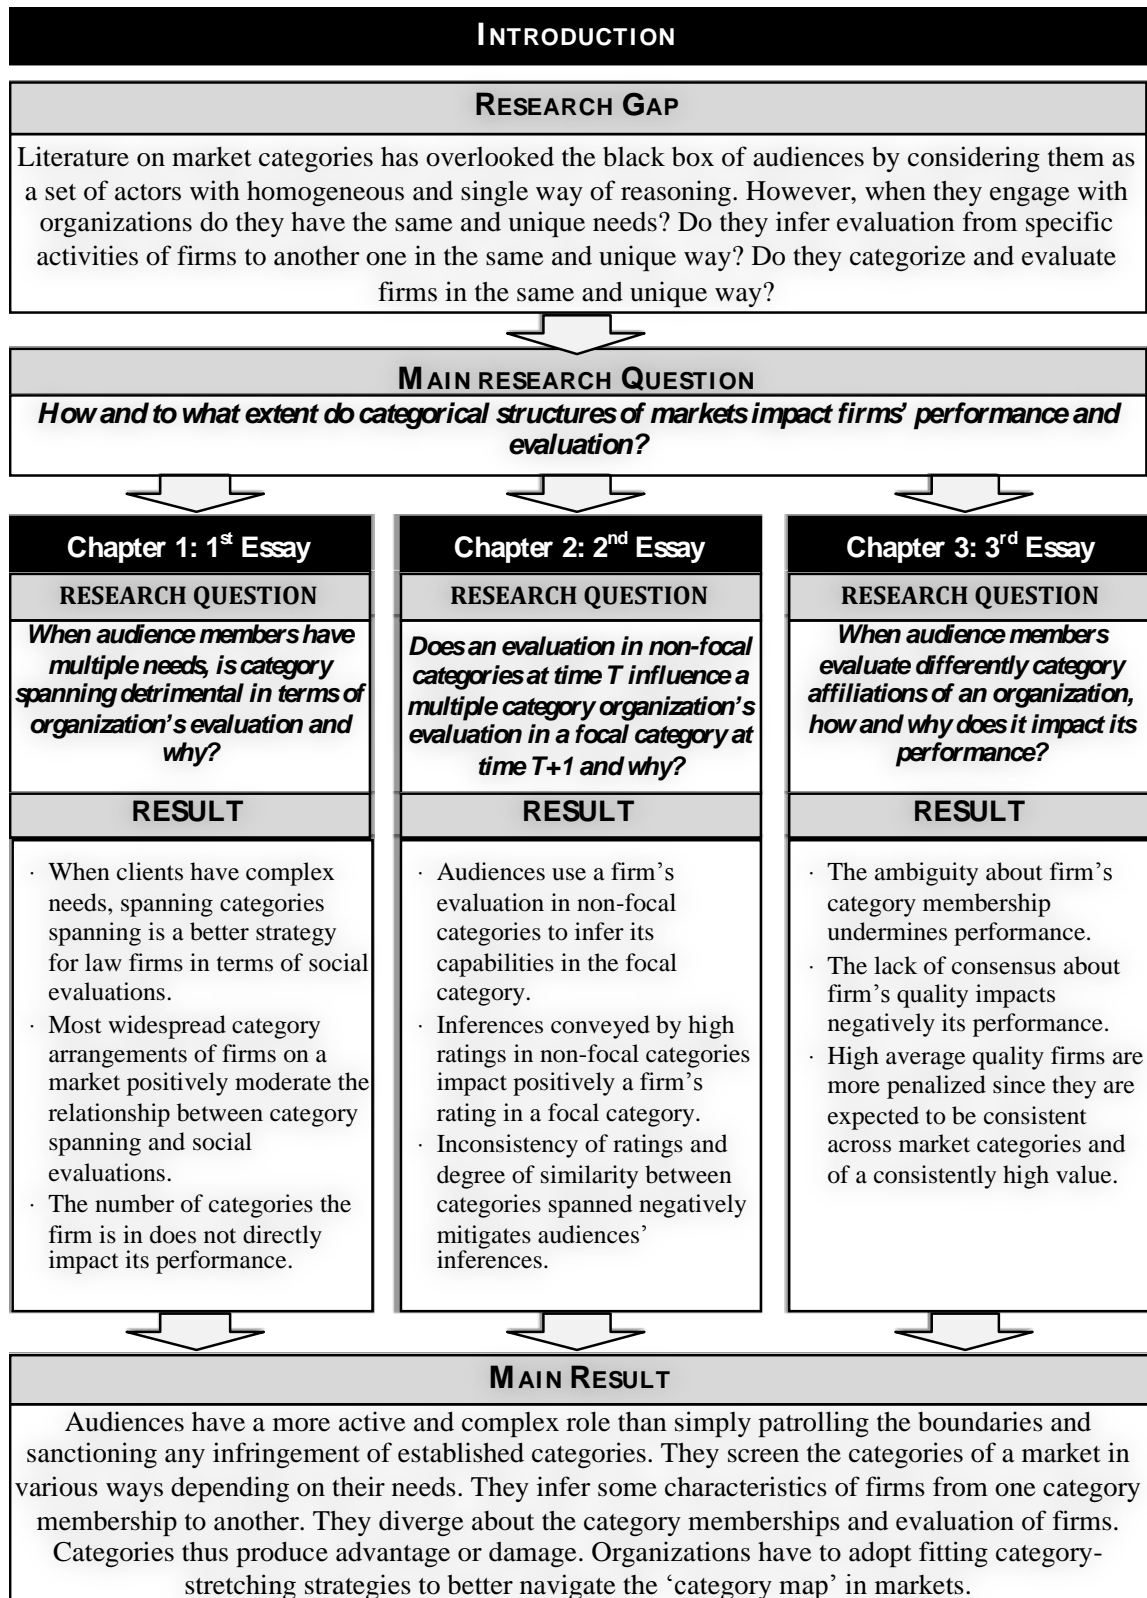 INTRODUCTION
RESEARCH GAP
Literature on market categories has overlooked the black box of audiences by considering them as
a set of actors with homogeneous and single way of reasoning. However, when they engage with
organizations do they have the same and unique needs? Do they infer evaluation from specific
activities of firms to another one in the same and unique way? Do they categorize and evaluate
firms in the same and unique way?
MAIN RESEARCH QUESTION
How and to what extent do categorical structures of markets impact firms' performance and
evaluation?
Chapter 1: 1st Essay
RESEARCH QUESTION
When audience members have
multiple needs, is category
spanning detrimental in terms of
organization's evaluation and
why?
RESULT
· When clients have complex
needs, spanning categories
spanning is a better strategy
for law firms in terms of social
evaluations.
· Most widespread category
arrangements of firms on a
market positively moderate the
relationship between category
spanning and social
evaluations.
· The number of categories the
firm is in does not directly
impact its performance.
Chapter 2: 2nd Essay
RESEARCH QUESTION
Does an evaluation in non-focal
categories at time T influence a
multiple category organization's
evaluation in a focal category at
time T+1 and why?
RESULT
· Audiences use a firm's
evaluation in non-focal
categories to infer its
capabilities in the focal
category.
· Inferences conveyed by high
ratings in non-focal categories
impact positively a firm's
rating in a focal category.
· Inconsistency of ratings and
degree of similarity between
categories spanned negatively
mitigates audiences'
inferences.
Chapter 3: 3rd Essay
RESEARCH QUESTION
When audience members
evaluate differently category
affiliations of an organization,
how and why does it impact its
performance?
RESULT
· The ambiguity about firm's
category membership
undermines performance.
· The lack of consensus about
firm's quality impacts
negatively its performance.
· High average quality firms are
more penalized since they are
expected to be consistent
across market categories and
of a consistently high value.
MAIN RESULT
Audiences have a more active and complex role than simply patrolling the boundaries and
sanctioning any infringement of established categories. They screen the categories of a market in
various ways depending on their needs. They infer some characteristics of firms from one category
membership to another. They diverge about the category memberships and evaluation of firms.
Categories thus produce advantage or damage. Organizations have to adopt fitting category-
stretching strategies to better navigate the 'category map' in markets.